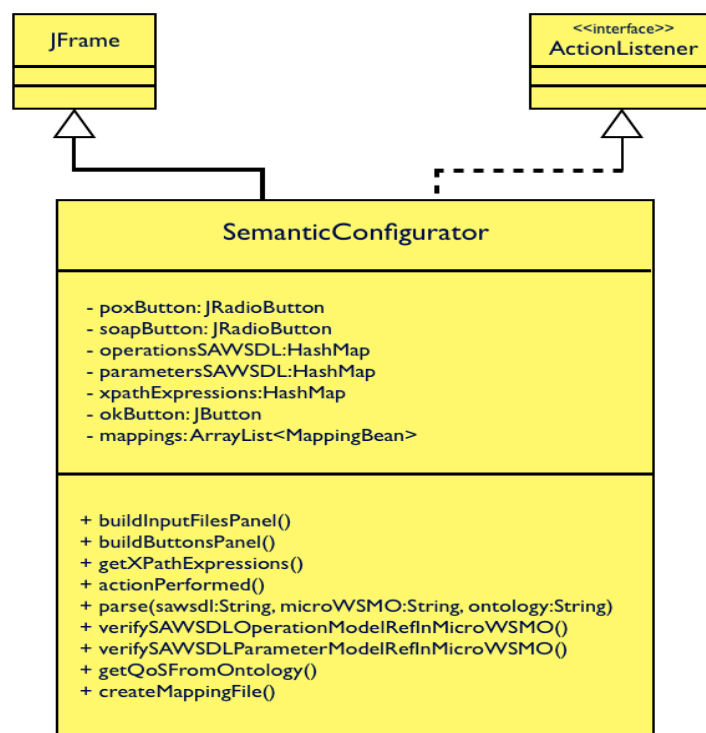 JFrame
<<interface>>
ActionListener
SemanticConfigurator
- poxButton: JRadioButton
- soapButton: JRadioButton
- operationsSAWSDL:HashMap
- parametersSAWSDL:HashMap
- xpathExpressions:HashMap
- okButton: JButton
- mappings: ArrayList<MappingBean>
+ buildInputFilesPanel()
+ buildButtonsPanel()
+ getXPathExpressions()
+ actionPerformed()
+ parse(sawsdl:String, microWSMO:String, ontology:String)
+ verifySAWSDLOperationModelRefInMicroWSMO()
+ verifySAWSDLParameterModelRefInMicroWSMO()
+ getQoSFromOntology()
+ createMappingFile()